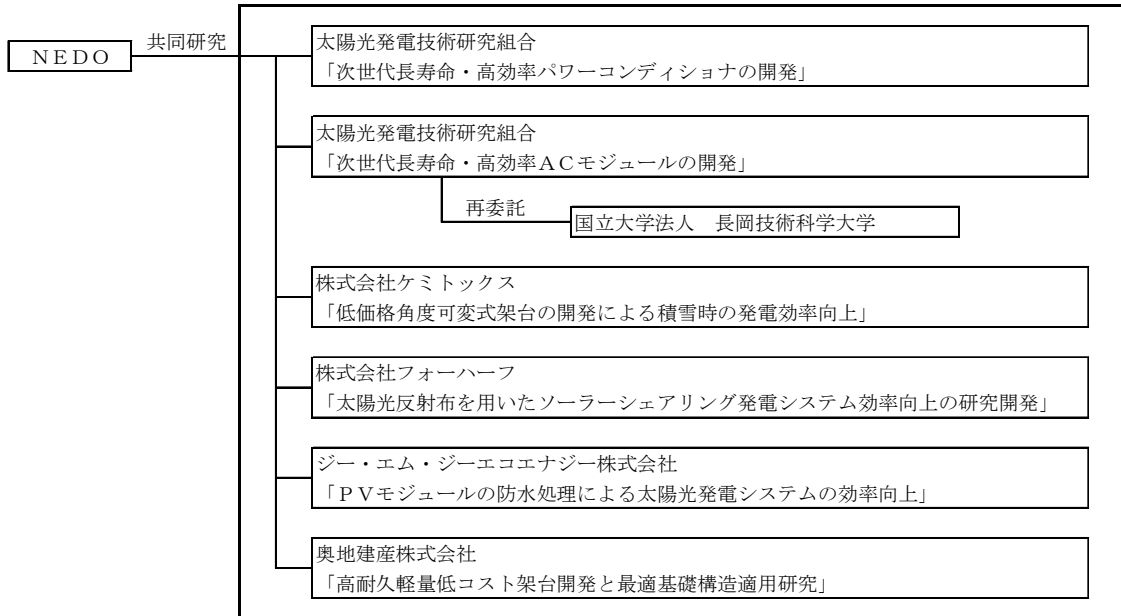 ＮＥＤＯ
共同研究
太陽光発電技術研究組合
「次世代長寿命・高効率パワーコンディショナの開発」
太陽光発電技術研究組合
「次世代長寿命・高効率ＡＣモジュールの開発」
再委託
国立大学法人　長岡技術科学大学
株式会社ケミトックス
「低価格角度可変式架台の開発による積雪時の発電効率向上」
株式会社フォーハーフ
「太陽光反射布を用いたソーラーシェアリング発電システム効率向上の研究開発」
ジー・エム・ジーエコエナジー株式会社
「ＰＶモジュールの防水処理による太陽光発電システムの効率向上」
奥地建産株式会社
「高耐久軽量低コスト架台開発と最適基礎構造適用研究」